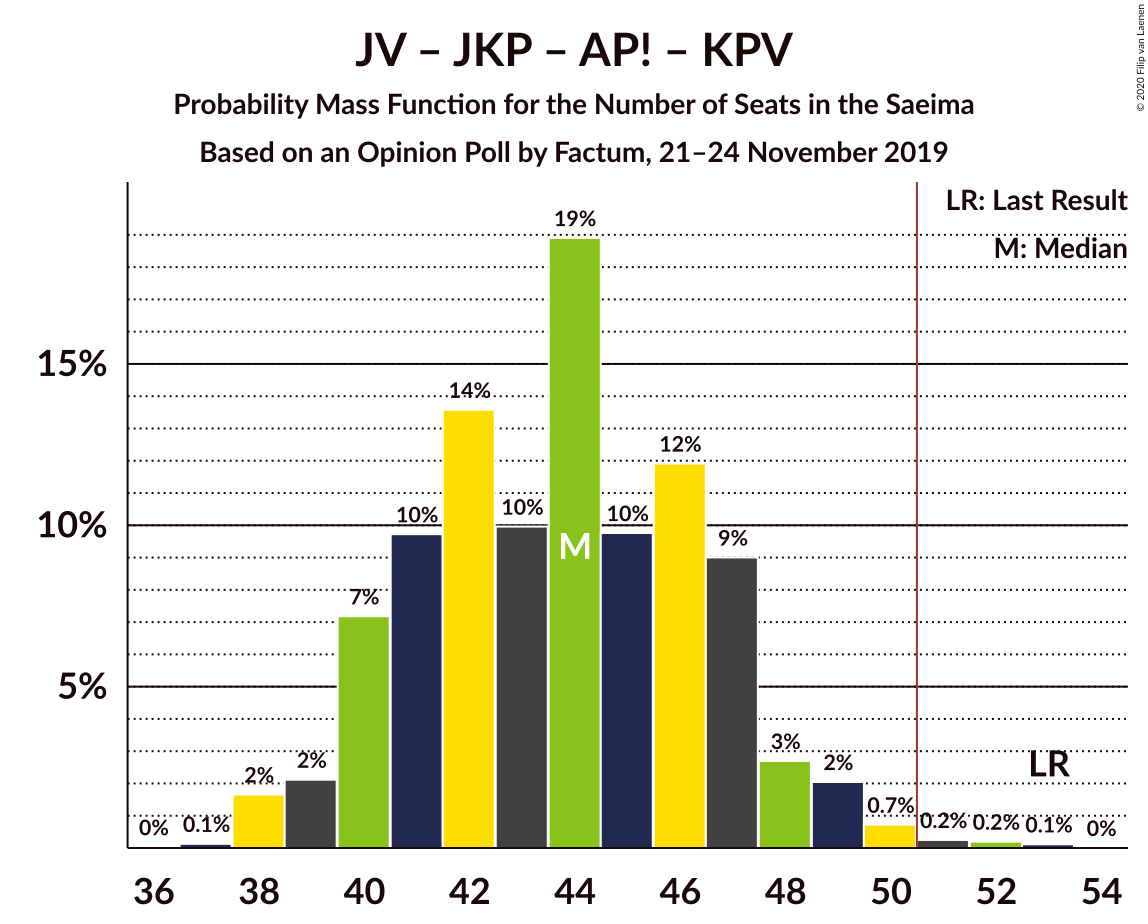 © 2020 Filip van Laenen
JV – JKP – AP! – KPV
Probability Mass Function for the Number of Seats in the Saeima
Based on an Opinion Poll by Factum, 21–24 November 2019
LR: Last Result
M: Median
19%
15%
14%
12%
10%
10% 10% 10%
9%
M
7%
5%
3%
2% 2% 2%
LR
0.7%
0% 0.1% 0.2% 0.2% 0.1% 0%
36 38 40 42 44 46 48 50 52 54